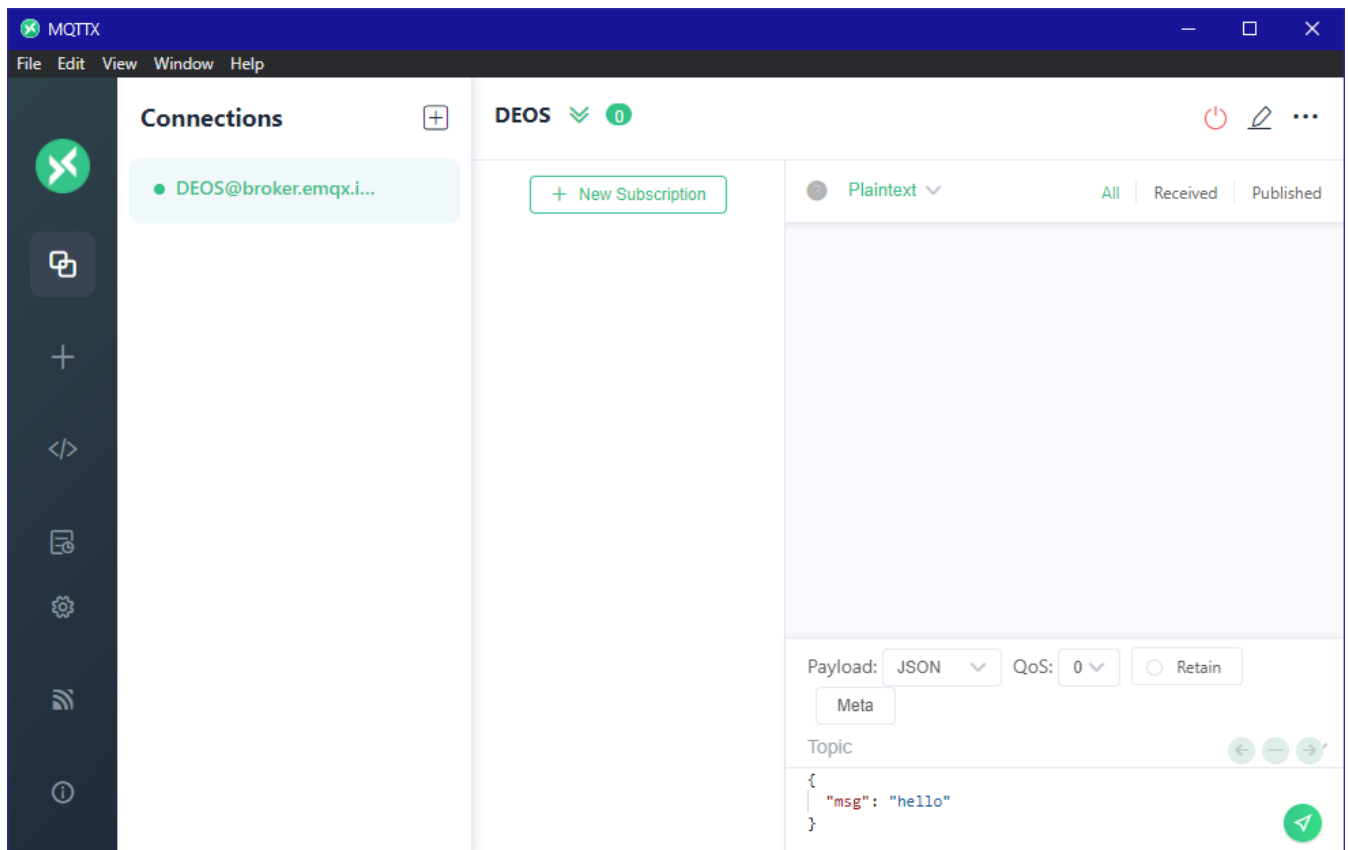 MQTTX
File Edit View Window Help
Connections
DEOS@broker.emqx.i...
DEOS 0
+ New Subscription
Plaintext All Received Published
Payload: JSON QoS: 0 Retain
Meta
Topic
{
"msg": "hello"
}